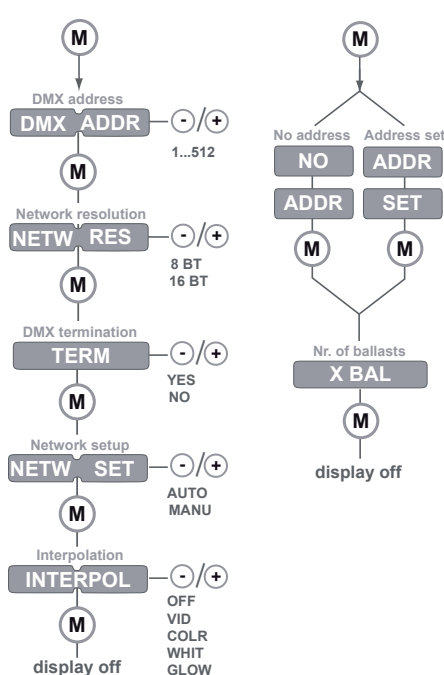 M
DMX address
DMX ADDR
-/+
1...512
M
Network resolution
NETW RES
-/+
8 BT
16 BT
M
DMX termination
TERM
-/+
YES
NO
M
Network setup
NETW SET
-/+
AUTO
MANU
M
Interpolation
INTERPOL
-/+
OFF
VID
COLR
WHIT
GLOW
M
display off
M
No address
NO
ADDR
M
Address set
ADDR
SET
M
Nr. of ballasts
X BAL
M
display off